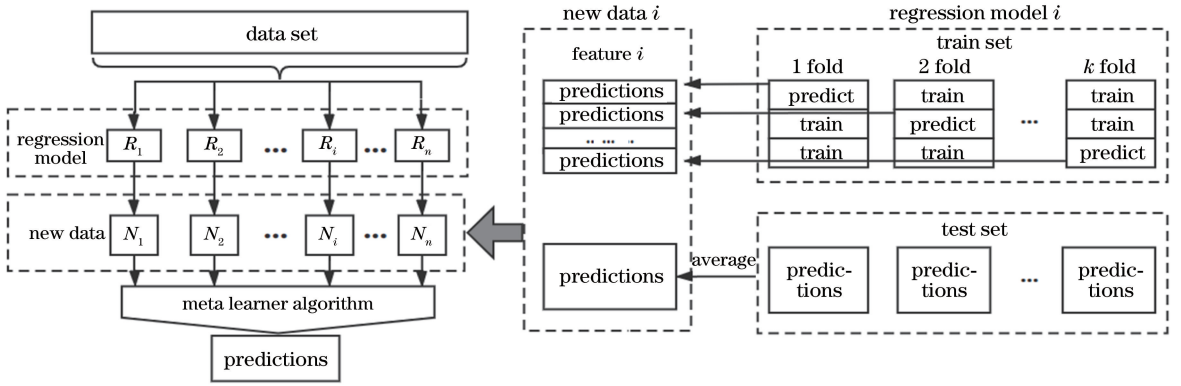 data set
regression
model
R1
R2
...
Ri
...
Rn
new data
N1
N2
...
Ni
...
Nn
meta learner algorithm
predictions
new data i
feature i
predictions
predictions
.. ... .
predictions
predictions
average
regression model i
train set
1 fold
2 fold
k fold
predict
train
train
train
predict
train
...
train
train
predict
test set
predic-
tions
predic-
tions
...
predic-
tions